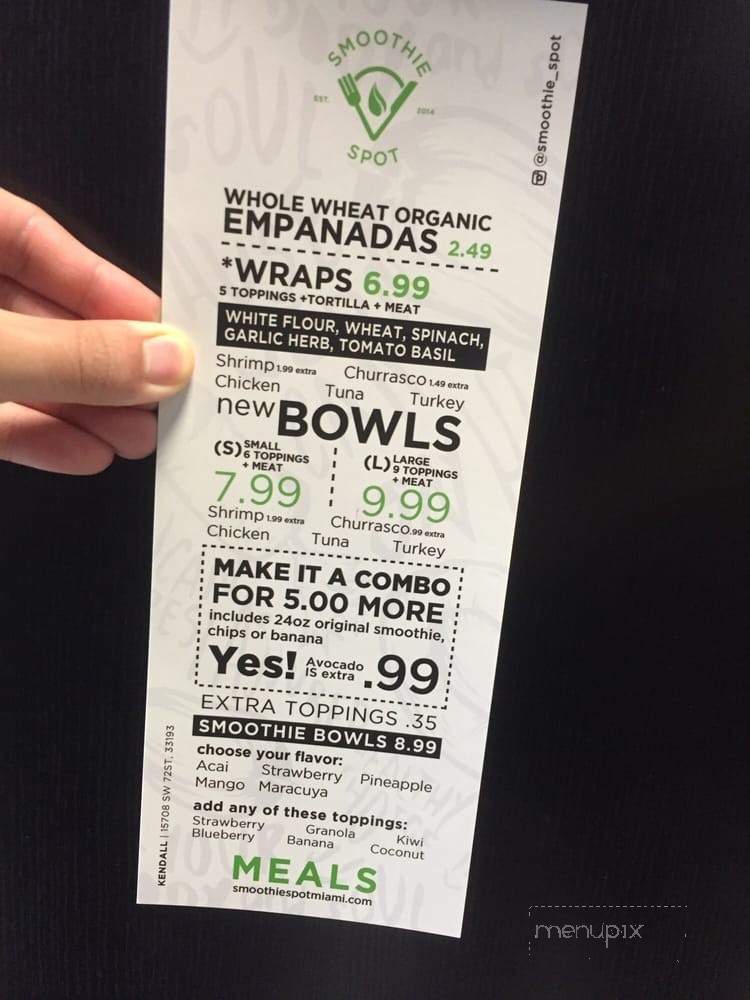 SMOOTHIE
EST. 2014
SPOT
@smoothie_spot
WHOLE WHEAT ORGANIC
EMPANADAS 2.49
*WRAPS 6.99
5 TOPPINGS +TORTILLA + MEAT
WHITE FLOUR, WHEAT, SPINACH,
GARLIC HERB, TOMATO BASIL
Shrimp 1.99 extra Churrasco 1.49 extra
Chicken Tuna Turkey
new BOWLS
(S) SMALL
6 TOPPINGS
+ MEAT
7.99
(L) LARGE
9 TOPPINGS
+ MEAT
9.99
Shrimp 1.99 extra Churrasco .99 extra
Chicken Tuna Turkey
MAKE IT A COMBO
FOR 5.00 MORE
includes 24oz original smoothie,
chips or banana
Yes! Avocado
IS extra .99
EXTRA TOPPINGS .35
SMOOTHIE BOWLS 8.99
choose your flavor:
Acai Strawberry Pineapple
Mango Maracuya
add any of these toppings:
Strawberry Granola Kiwi
Blueberry Banana Coconut
MEALS
smoothiespotmiami.com
KENDALL | 15708 SW 72ST, 33193
menupix